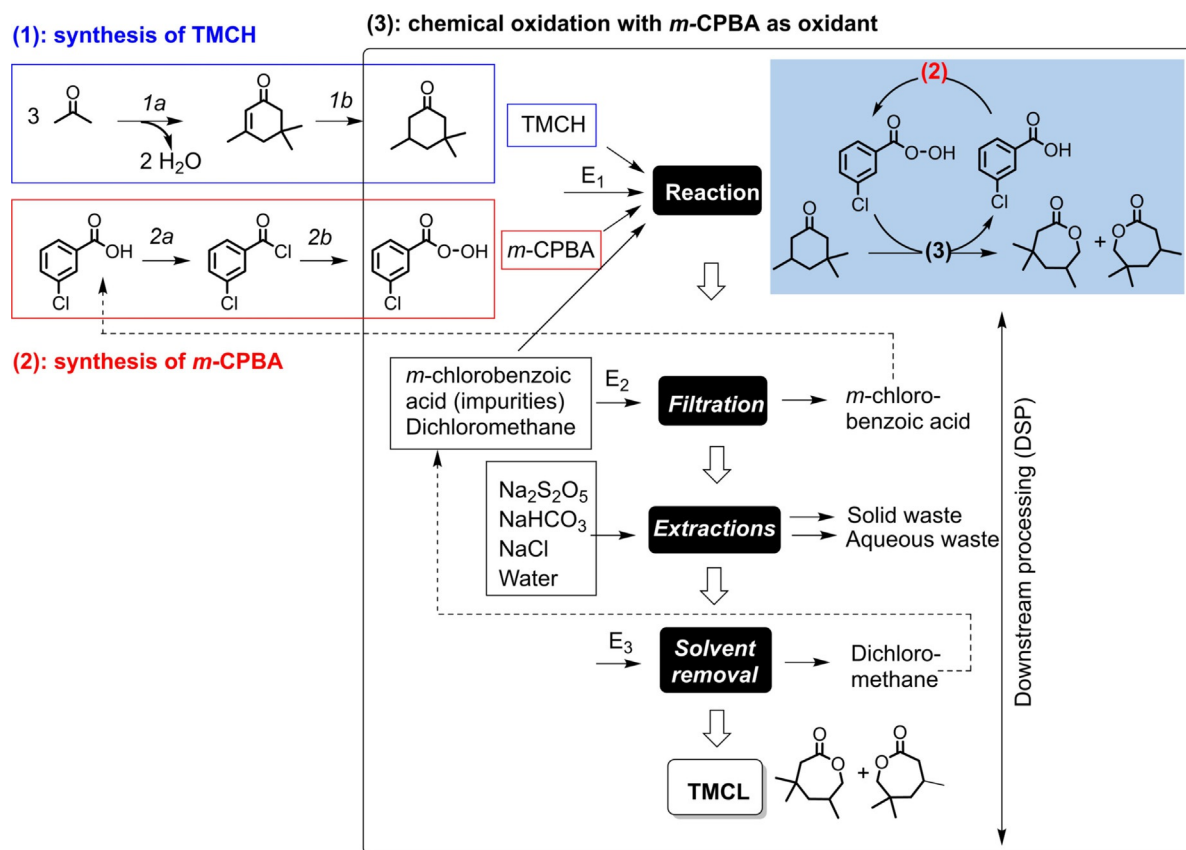 (1): synthesis of TMCH
(3): chemical oxidation with m-CPBA as oxidant
3
O
1a
2 H2O
O
1b
O
TMCH
E1
Reaction
(2)
O
O-OH
Cl
O
OH
Cl
O
(3)
O
O
+
O
O
O
OH
Cl
2a
O
Cl
Cl
2b
O
O-OH
Cl
m-CPBA
(2): synthesis of m-CPBA
m-chlorobenzoic
acid (impurities)
Dichloromethane
E2
Filtration
m-chloro-
benzoic acid
Na2S2O5
NaHCO3
NaCl
Water
Extractions
Solid waste
Aqueous waste
E3
Solvent
removal
Dichloro-
methane
Downstream processing (DSP)
TMCL
O
O
+
O
O